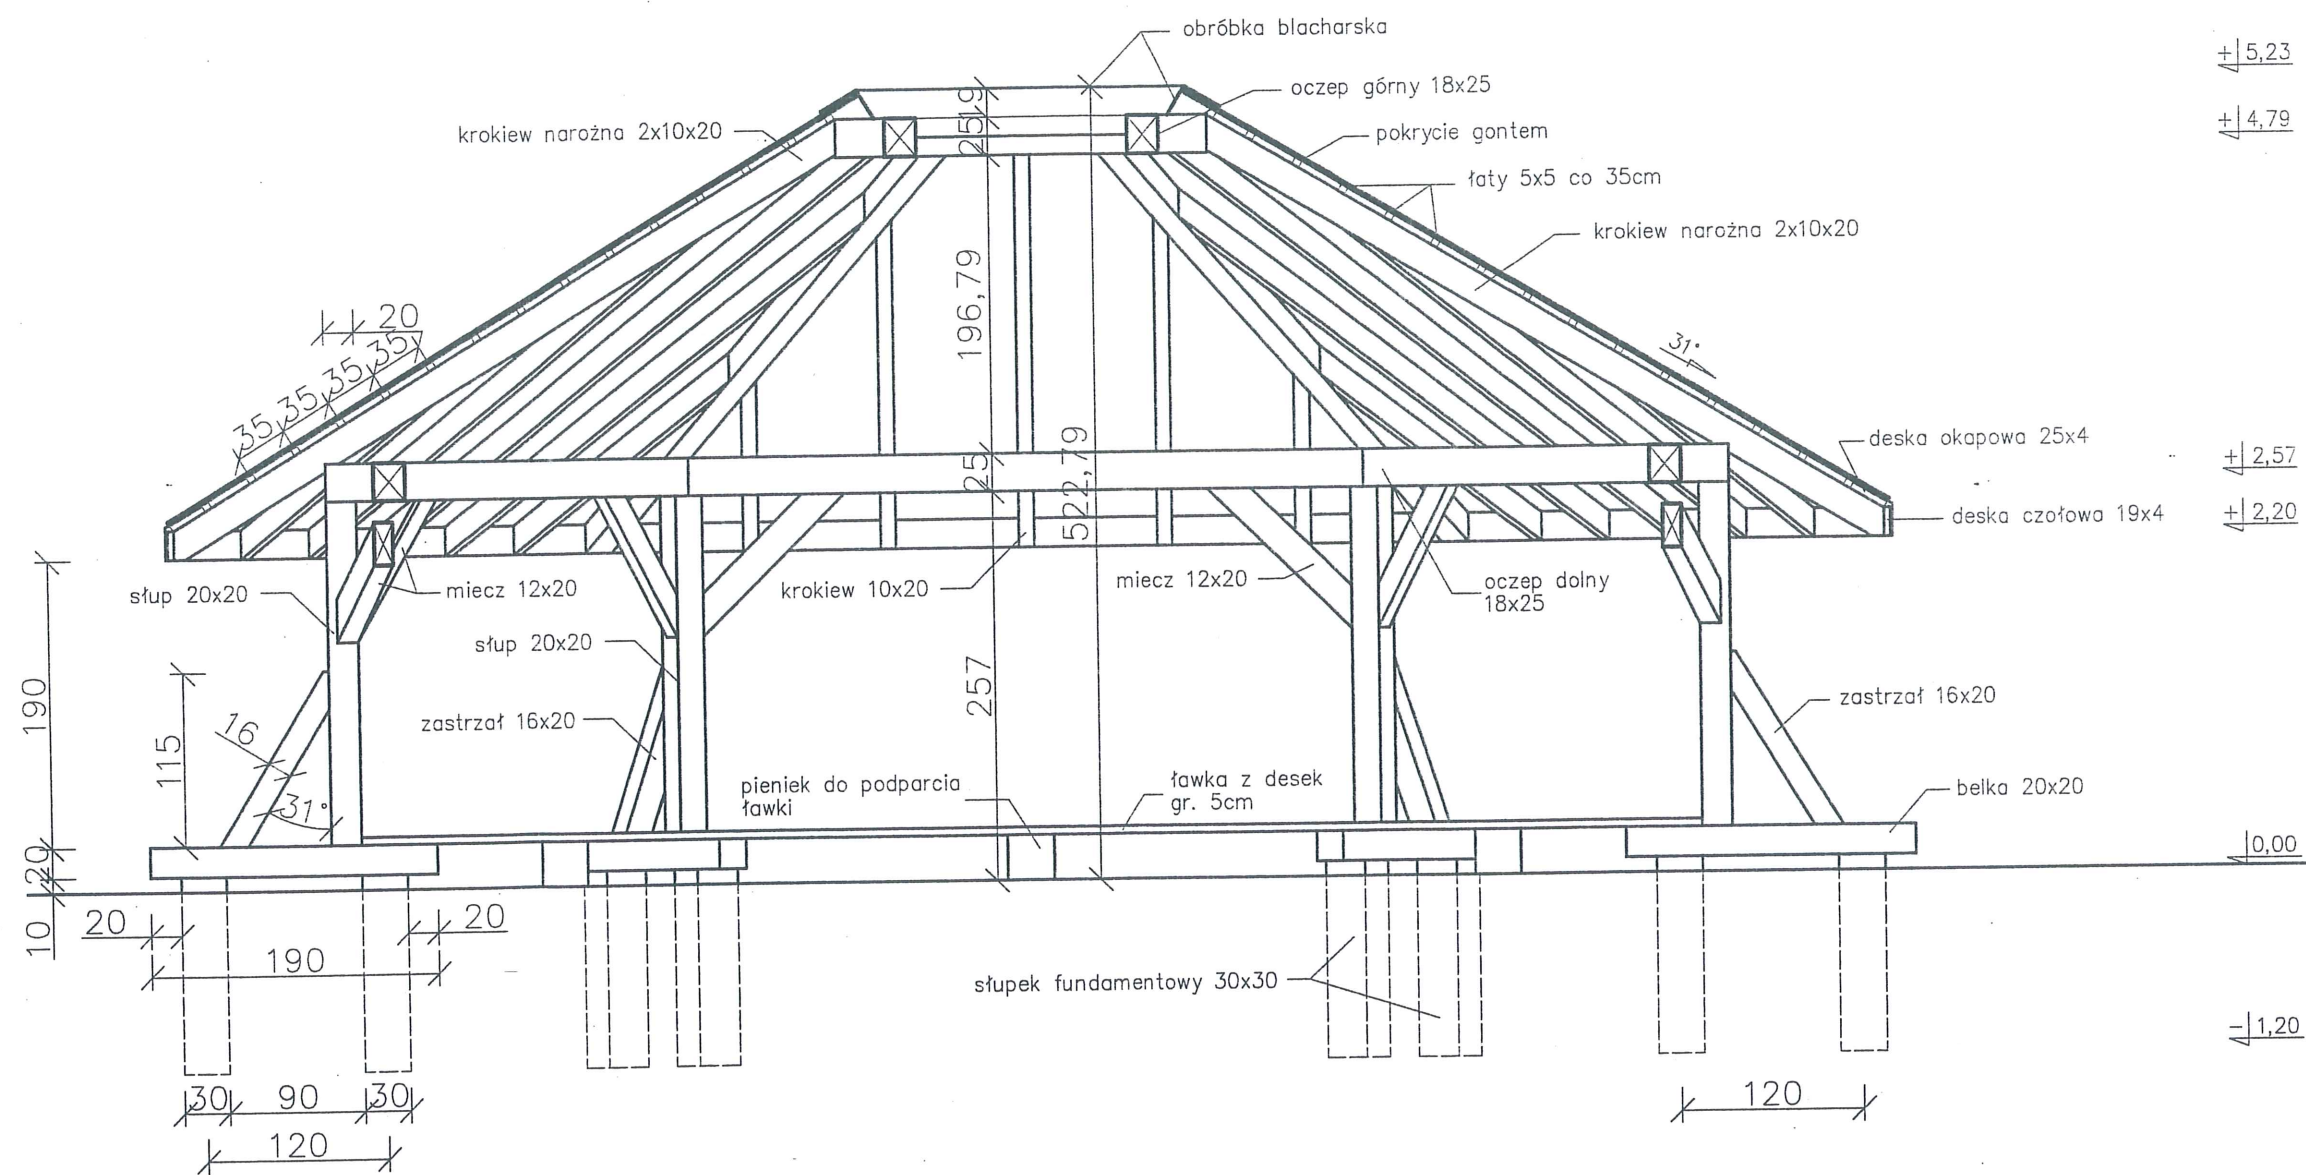 obróbka blacharska
+5,23
oczep górny 18x25
+4,79
krokiew narożna 2x10x20
pokrycie gontem
łaty 5x5 co 35cm
krokiew narożna 2x10x20
19
25
196,79
20
35
35
35
35
31°
deska okapowa 25x4
+2,57
25
522,79
deska czołowa 19x4
+2,20
słup 20x20
miecz 12x20
krokiew 10x20
miecz 12x20
oczep dolny
18x25
słup 20x20
257
190
115
16
31°
zastrzał 16x20
zastrzał 16x20
pieniek do podparcia
ławki
ławka z desek
gr. 5cm
belka 20x20
0,00
20
10
20
20
190
słupek fundamentowy 30x30
-1,20
30
90
30
120
120